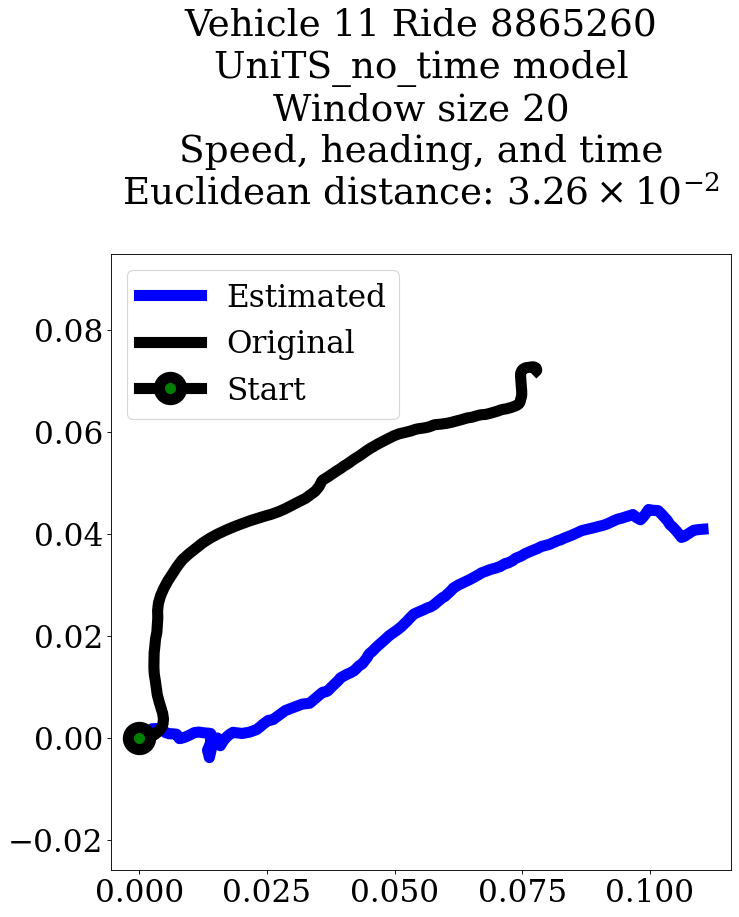 Vehicle 11 Ride 8865260
UniTS_no_time model
Window size 20
Speed, heading, and time
Euclidean distance: 3.26 × 10⁻²
Estimated
Original
Start
0.08
0.06
0.04
0.02
0.00
−0.02
0.000 0.025 0.050 0.075 0.100